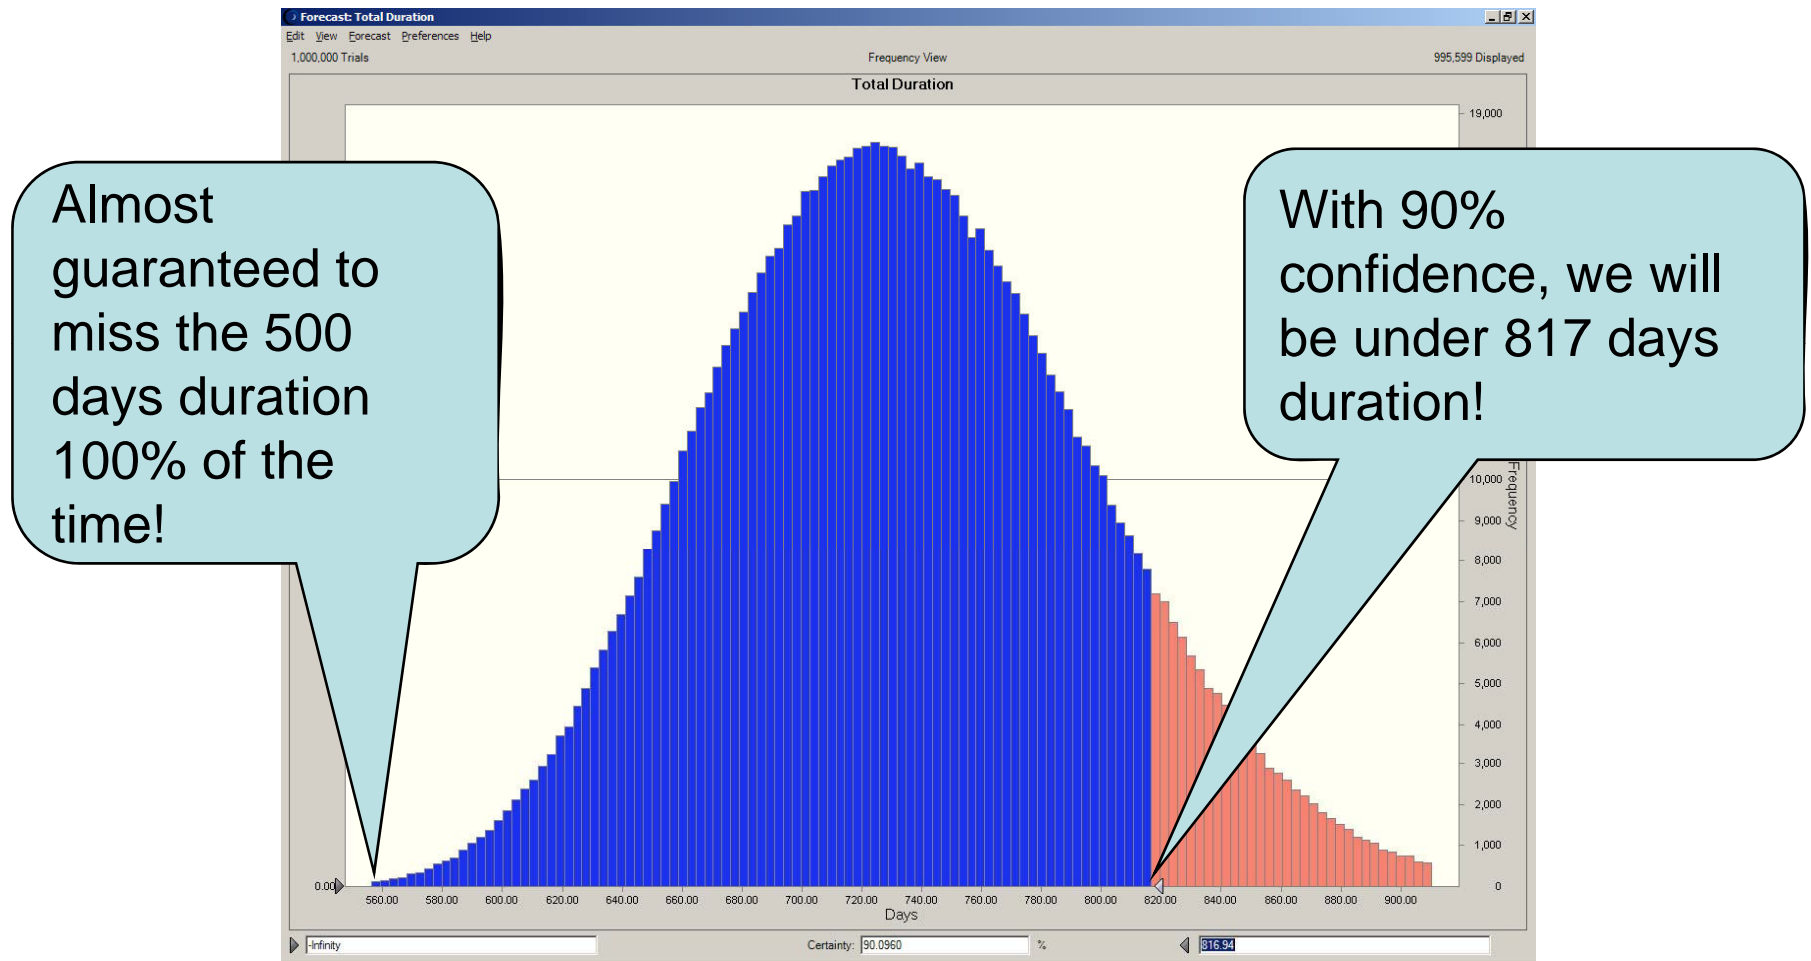 Forecast: Total Duration
Edit View Forecast Preferences Help
1,000,000 Trials
Frequency View
995,599 Displayed
Total Duration
19,000
Almost
guaranteed to
miss the 500
days duration
100% of the
time!
With 90%
confidence, we will
be under 817 days
duration!
10,000
9,000
8,000
7,000
6,000
5,000
4,000
3,000
2,000
1,000
0
Frequency
0.00
560.00 580.00 600.00 620.00 640.00 660.00 680.00 700.00 720.00 740.00 760.00 780.00 800.00 820.00 840.00 860.00 880.00 900.00
Days
-Infinity
Certainty: 90.0960 %
816.94